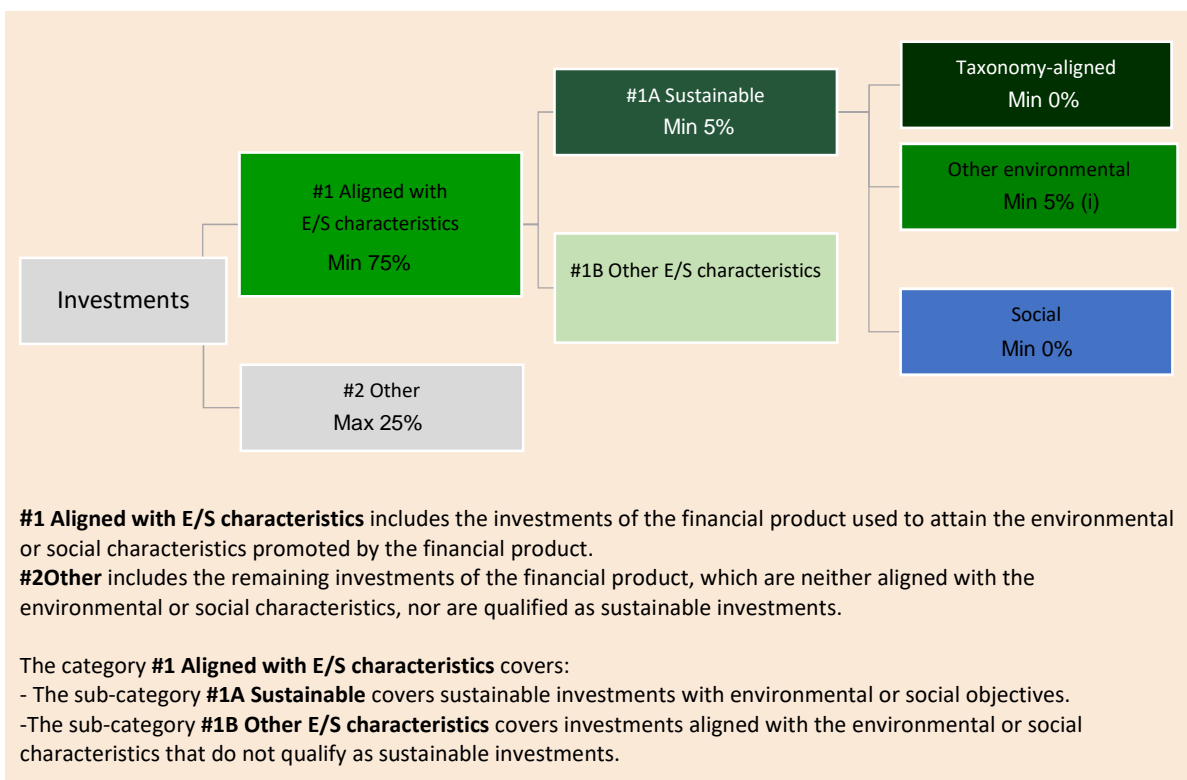 Investments
#1 Aligned with
E/S characteristics
Min 75%
#2 Other
Max 25%
#1A Sustainable
Min 5%
#1B Other E/S characteristics
Taxonomy-aligned
Min 0%
Other environmental
Min 5% (i)
Social
Min 0%
#1 Aligned with E/S characteristics includes the investments of the financial product used to attain the environmental
or social characteristics promoted by the financial product.
#2Other includes the remaining investments of the financial product, which are neither aligned with the
environmental or social characteristics, nor are qualified as sustainable investments.
The category #1 Aligned with E/S characteristics covers:
- The sub-category #1A Sustainable covers sustainable investments with environmental or social objectives.
-The sub-category #1B Other E/S characteristics covers investments aligned with the environmental or social
characteristics that do not qualify as sustainable investments.